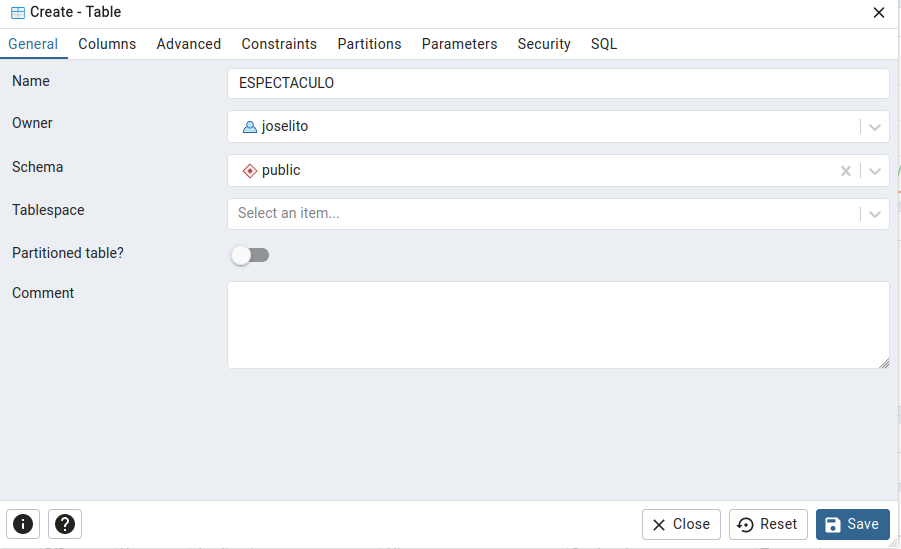 Create - Table
General Columns Advanced Constraints Partitions Parameters Security SQL
Name ESPECTACULO
Owner joselito
Schema public
Tablespace Select an item...
Partitioned table?
Comment
Close Reset Save